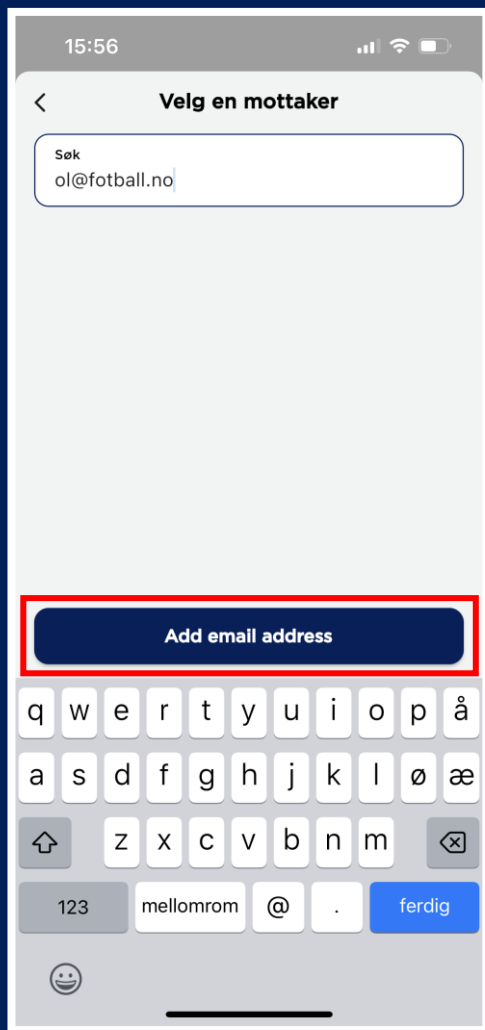 15:56
Velg en mottaker
Søk
ol@fotball.no
Add email address
q w e r t y u i o p å
a s d f g h j k l ø æ
z x c v b n m
123 mellomrom @ . ferdig